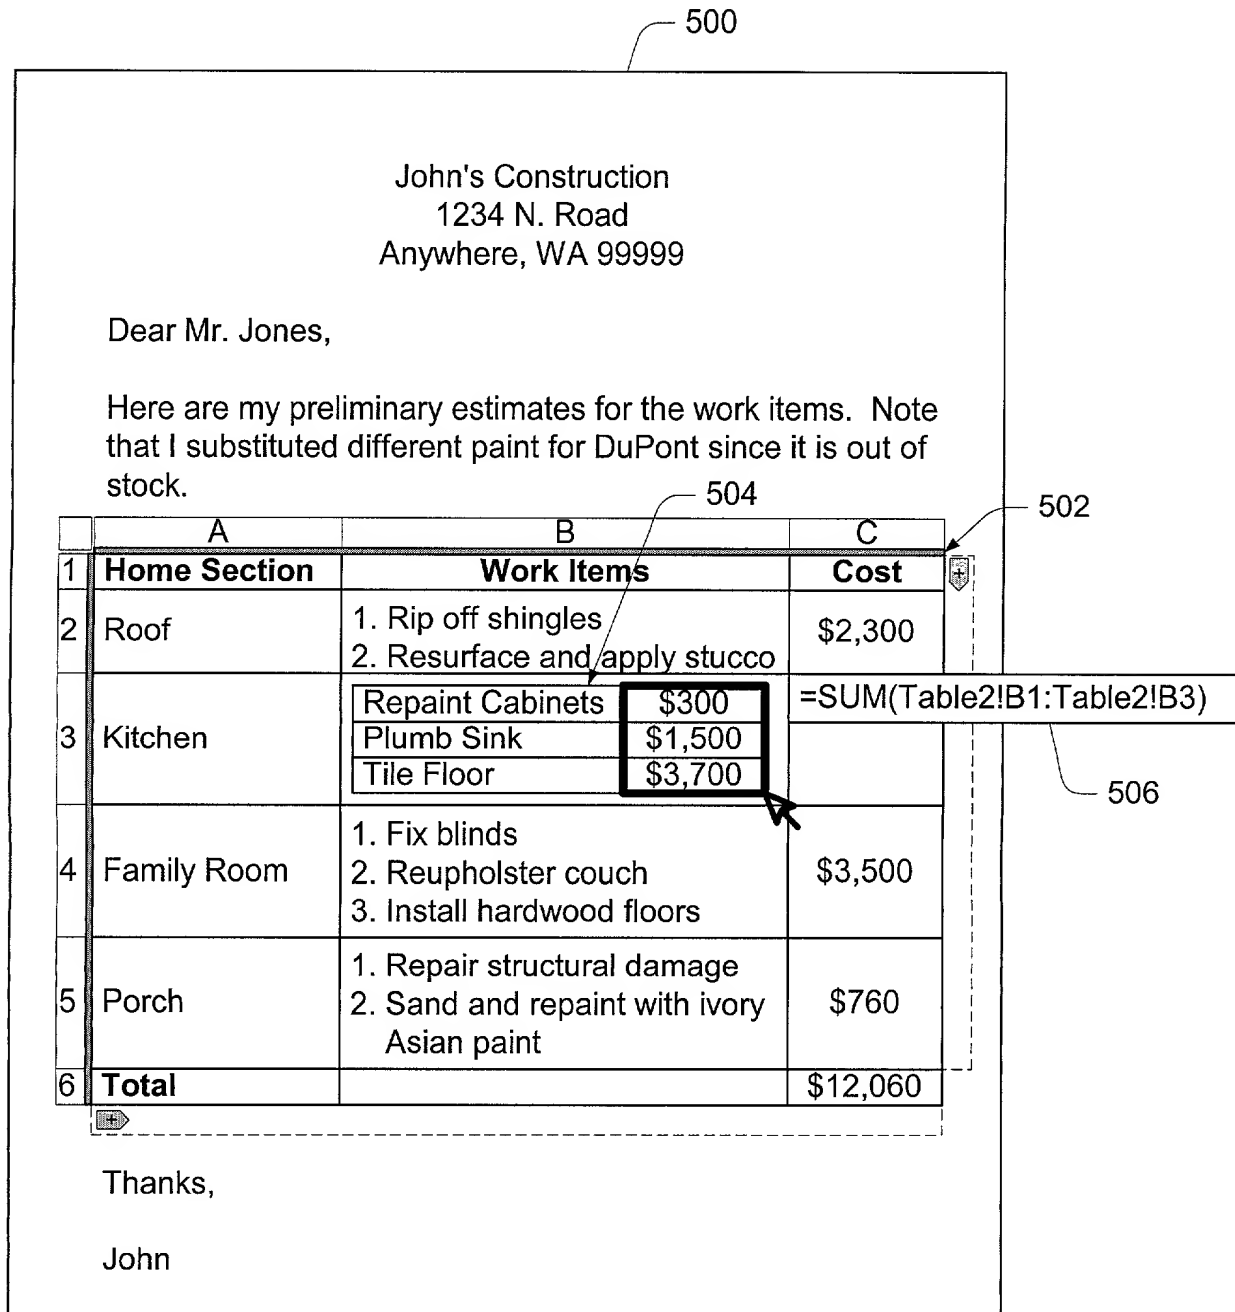 500
John's Construction
1234 N. Road
Anywhere, WA 99999
Dear Mr. Jones,
Here are my preliminary estimates for the work items. Note
that I substituted different paint for DuPont since it is out of
stock.
504
502
A B C
1 Home Section Work Items Cost
2 Roof 1. Rip off shingles $2,300
2. Resurface and apply stucco
3 Kitchen Repaint Cabinets $300 =SUM(Table2!B1:Table2!B3)
Plumb Sink $1,500
Tile Floor $3,700
506
4 Family Room 1. Fix blinds $3,500
2. Reupholster couch
3. Install hardwood floors
5 Porch 1. Repair structural damage $760
2. Sand and repaint with ivory
Asian paint
6 Total $12,060
Thanks,
John